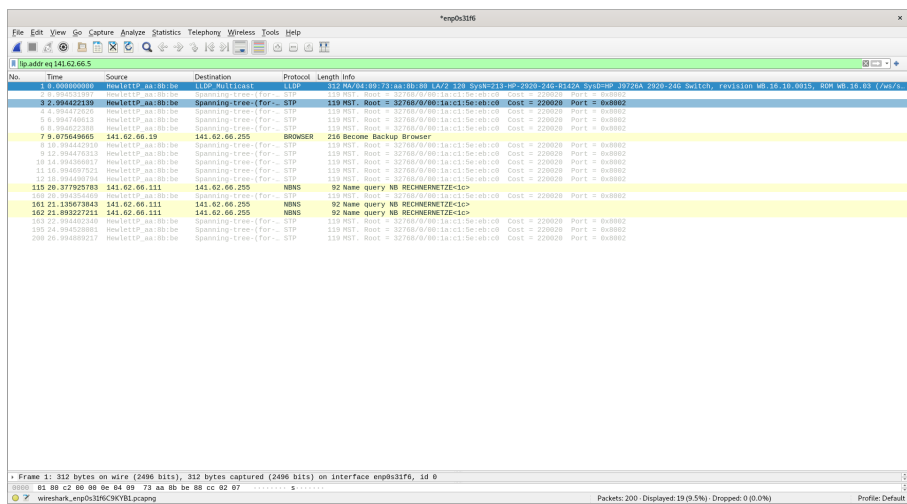 *enp0s31f6
File Edit View Go Capture Analyze Statistics Telephony Wireless Tools Help
!ip.addr eq 141.62.66.5
No. Time Source Destination Protocol Length Info
1 0.000000000 HewlettP_aa:8b:be LLDP_Multicast LLDP 312 MA/04:09:73:aa:8b:80 LA/2 120 SysN=213-HP-2920-24G-R142A SysD=HP J9726A 2920-24G Switch, revision WB.16.10.0015, ROM WB.16.03 (/ws/s…
2 0.994531997 HewlettP_aa:8b:be Spanning-tree-(for-… STP 119 MST. Root = 32768/0/00:1a:c1:5e:eb:c0 Cost = 220020 Port = 0x8002
3 2.994422139 HewlettP_aa:8b:be Spanning-tree-(for-… STP 119 MST. Root = 32768/0/00:1a:c1:5e:eb:c0 Cost = 220020 Port = 0x8002
4 4.994472626 HewlettP_aa:8b:be Spanning-tree-(for-… STP 119 MST. Root = 32768/0/00:1a:c1:5e:eb:c0 Cost = 220020 Port = 0x8002
5 6.994740613 HewlettP_aa:8b:be Spanning-tree-(for-… STP 119 MST. Root = 32768/0/00:1a:c1:5e:eb:c0 Cost = 220020 Port = 0x8002
6 8.994622388 HewlettP_aa:8b:be Spanning-tree-(for-… STP 119 MST. Root = 32768/0/00:1a:c1:5e:eb:c0 Cost = 220020 Port = 0x8002
7 9.075649665 141.62.66.19 141.62.66.255 BROWSER 216 Become Backup Browser
8 10.994442910 HewlettP_aa:8b:be Spanning-tree-(for-… STP 119 MST. Root = 32768/0/00:1a:c1:5e:eb:c0 Cost = 220020 Port = 0x8002
9 12.994476313 HewlettP_aa:8b:be Spanning-tree-(for-… STP 119 MST. Root = 32768/0/00:1a:c1:5e:eb:c0 Cost = 220020 Port = 0x8002
10 14.994366017 HewlettP_aa:8b:be Spanning-tree-(for-… STP 119 MST. Root = 32768/0/00:1a:c1:5e:eb:c0 Cost = 220020 Port = 0x8002
11 16.994697521 HewlettP_aa:8b:be Spanning-tree-(for-… STP 119 MST. Root = 32768/0/00:1a:c1:5e:eb:c0 Cost = 220020 Port = 0x8002
12 18.994490794 HewlettP_aa:8b:be Spanning-tree-(for-… STP 119 MST. Root = 32768/0/00:1a:c1:5e:eb:c0 Cost = 220020 Port = 0x8002
115 20.377925783 141.62.66.111 141.62.66.255 NBNS 92 Name query NB RECHNERNETZE<1c>
160 20.994354469 HewlettP_aa:8b:be Spanning-tree-(for-… STP 119 MST. Root = 32768/0/00:1a:c1:5e:eb:c0 Cost = 220020 Port = 0x8002
161 21.135673043 141.62.66.111 141.62.66.255 NBNS 92 Name query NB RECHNERNETZE<1c>
162 21.893227211 141.62.66.111 141.62.66.255 NBNS 92 Name query NB RECHNERNETZE<1c>
163 22.994402340 HewlettP_aa:8b:be Spanning-tree-(for-… STP 119 MST. Root = 32768/0/00:1a:c1:5e:eb:c0 Cost = 220020 Port = 0x8002
195 24.994528081 HewlettP_aa:8b:be Spanning-tree-(for-… STP 119 MST. Root = 32768/0/00:1a:c1:5e:eb:c0 Cost = 220020 Port = 0x8002
200 26.994869217 HewlettP_aa:8b:be Spanning-tree-(for-… STP 119 MST. Root = 32768/0/00:1a:c1:5e:eb:c0 Cost = 220020 Port = 0x8002
Frame 1: 312 bytes on wire (2496 bits), 312 bytes captured (2496 bits) on interface enp0s31f6, id 0
0000 01 80 c2 00 00 0e 04 09 73 aa 8b be 88 cc 02 07 ········ s·······
wireshark_enp0s31f6C9KYB1.pcapng Packets: 200 · Displayed: 19 (9.5%) · Dropped: 0 (0.0%) Profile: Default